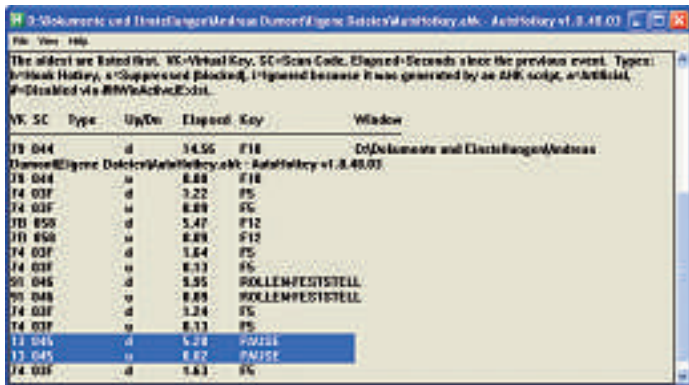 D:\Dokumente und Einstellungen\Andreas Dumont\Eigene Dateien\AutoHotkey.ahk - AutoHotkey v1.0.48.03
File View Help
The oldest are listed first. VK=Virtual Key, SC=Scan Code, Elapsed=Seconds since the previous event. Types:
h=Hook Hotkey, s=Suppressed (blocked), i=Ignored because it was generated by an AHK script, a=Artificial,
#=Disabled via #IfWinActive/Exist.
VK SC Type Up/Dn Elapsed Key Window
79 044 d 14.56 F10 D:\Dokumente und Einstellungen\Andreas
Dumont\Eigene Dateien\AutoHotkey.ahk - AutoHotkey v1.0.48.03
79 044 u 0.08 F10
74 03F d 1.22 F5
74 03F u 0.09 F5
7B 058 d 5.47 F12
7B 058 u 0.09 F12
74 03F d 1.64 F5
74 03F u 0.13 F5
91 046 d 5.95 ROLLEN-FESTSTELL
91 046 u 0.09 ROLLEN-FESTSTELL
74 03F d 1.24 F5
74 03F u 0.13 F5
13 045 d 5.20 PAUSE
13 045 u 0.02 PAUSE
74 03F d 1.63 F5